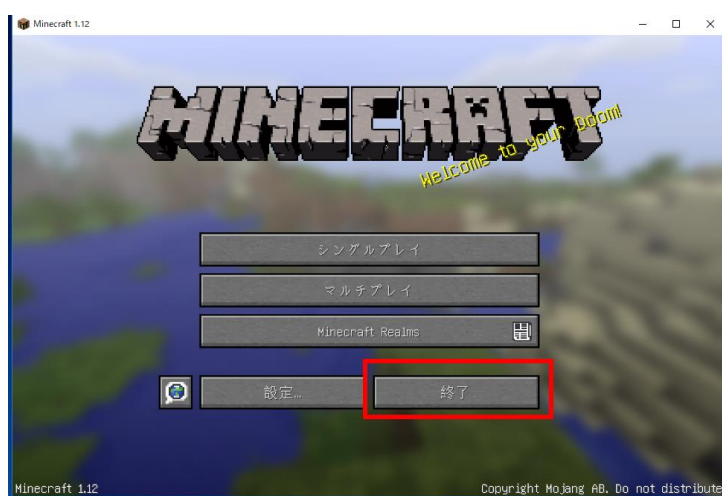 Minecraft 1.12
MINECRAFT
Welcome to your Doom!
シングルプレイ
マルチプレイ
Minecraft Realms
設定...
終了
Minecraft 1.12
Copyright Mojang AB. Do not distribute